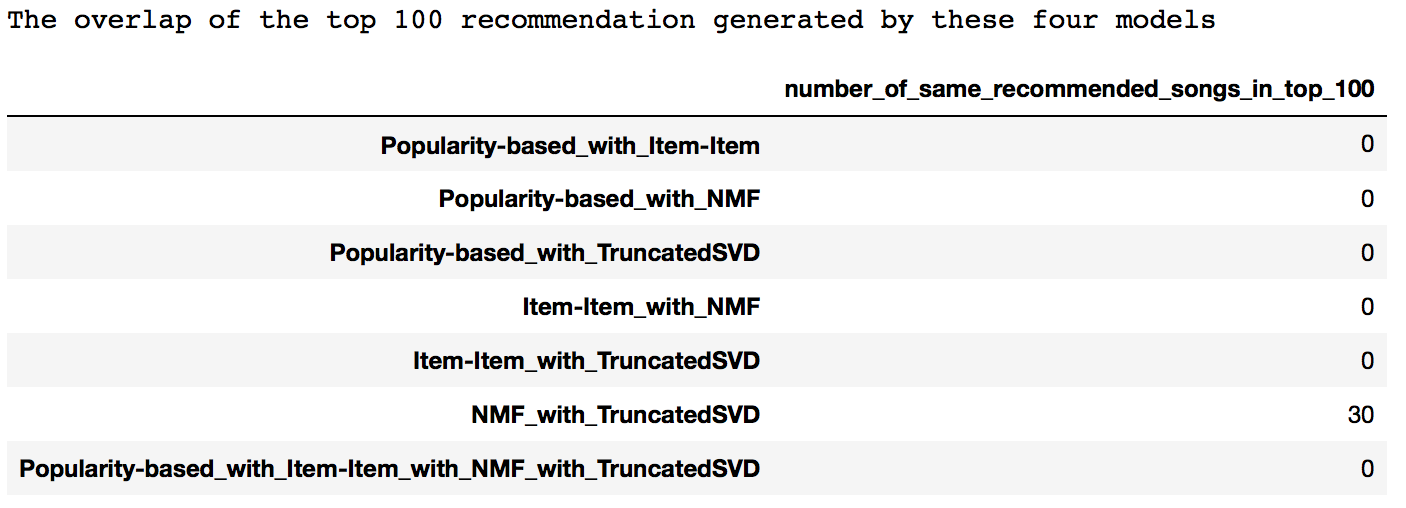 The overlap of the top 100 recommendation generated by these four models
number_of_same_recommended_songs_in_top_100
Popularity-based_with_Item-Item 0
Popularity-based_with_NMF 0
Popularity-based_with_TruncatedSVD 0
Item-Item_with_NMF 0
Item-Item_with_TruncatedSVD 0
NMF_with_TruncatedSVD 30
Popularity-based_with_Item-Item_with_NMF_with_TruncatedSVD 0